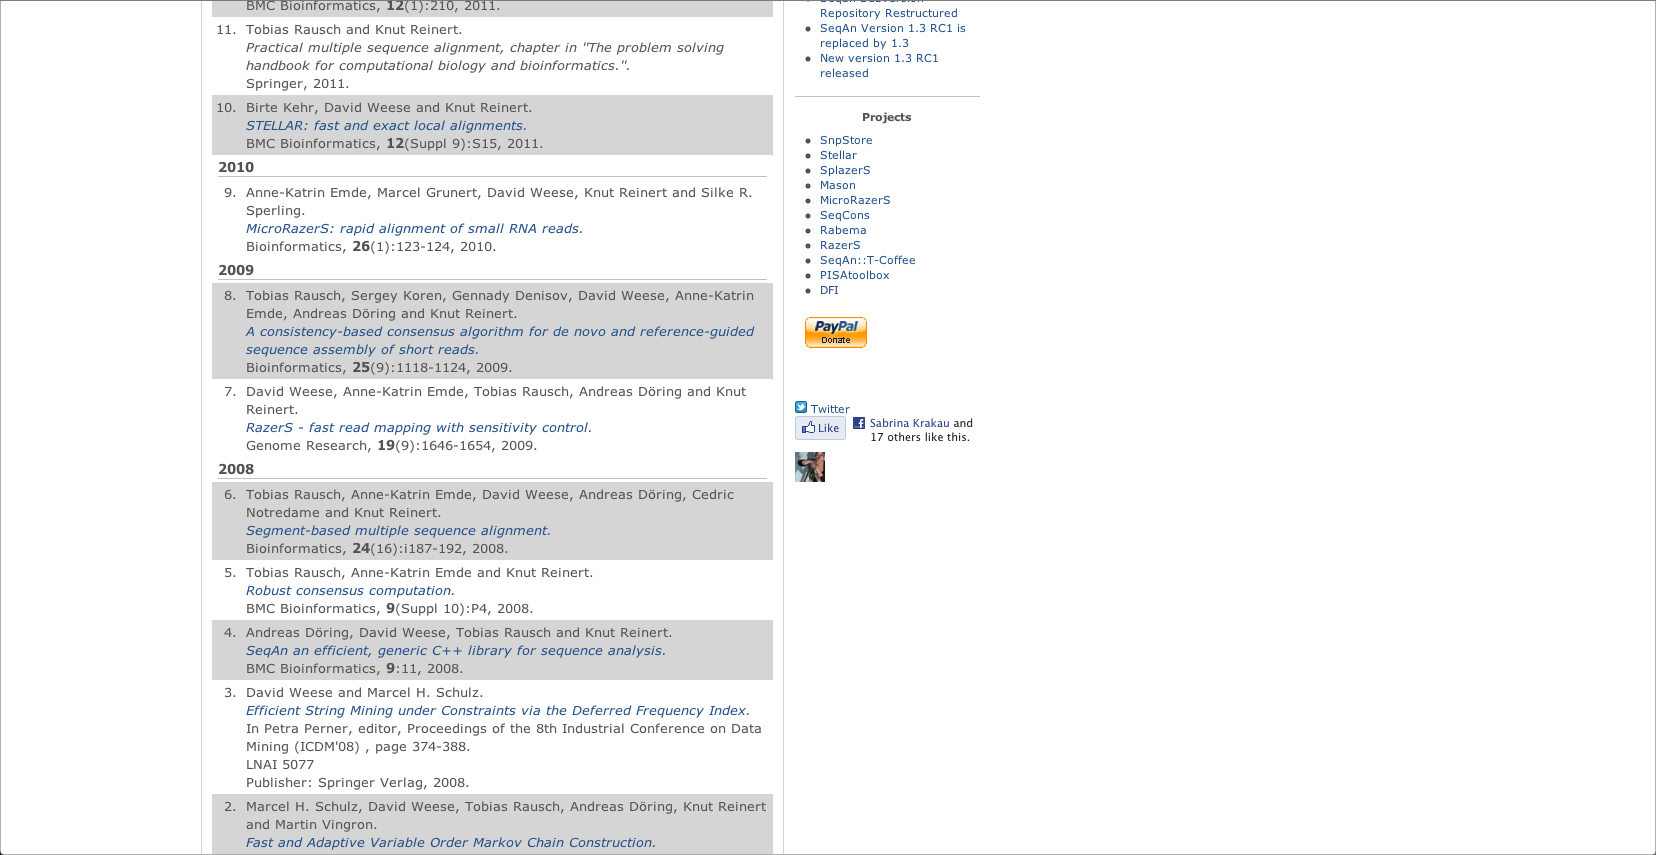 BMC Bioinformatics, 12(1):210, 2011.
11. Tobias Rausch and Knut Reinert.
Practical multiple sequence alignment, chapter in "The problem solving
handbook for computational biology and bioinformatics.".
Springer, 2011.
10. Birte Kehr, David Weese and Knut Reinert.
STELLAR: fast and exact local alignments.
BMC Bioinformatics, 12(Suppl 9):S15, 2011.
2010
9. Anne-Katrin Emde, Marcel Grunert, David Weese, Knut Reinert and Silke R.
Sperling.
MicroRazerS: rapid alignment of small RNA reads.
Bioinformatics, 26(1):123-124, 2010.
2009
8. Tobias Rausch, Sergey Koren, Gennady Denisov, David Weese, Anne-Katrin
Emde, Andreas Döring and Knut Reinert.
A consistency-based consensus algorithm for de novo and reference-guided
sequence assembly of short reads.
Bioinformatics, 25(9):1118-1124, 2009.
7. David Weese, Anne-Katrin Emde, Tobias Rausch, Andreas Döring and Knut
Reinert.
RazerS - fast read mapping with sensitivity control.
Genome Research, 19(9):1646-1654, 2009.
2008
6. Tobias Rausch, Anne-Katrin Emde, David Weese, Andreas Döring, Cedric
Notredame and Knut Reinert.
Segment-based multiple sequence alignment.
Bioinformatics, 24(16):i187-192, 2008.
5. Tobias Rausch, Anne-Katrin Emde and Knut Reinert.
Robust consensus computation.
BMC Bioinformatics, 9(Suppl 10):P4, 2008.
4. Andreas Döring, David Weese, Tobias Rausch and Knut Reinert.
SeqAn an efficient, generic C++ library for sequence analysis.
BMC Bioinformatics, 9:11, 2008.
3. David Weese and Marcel H. Schulz.
Efficient String Mining under Constraints via the Deferred Frequency Index.
In Petra Perner, editor, Proceedings of the 8th Industrial Conference on Data
Mining (ICDM'08) , page 374-388.
LNAI 5077
Publisher: Springer Verlag, 2008.
2. Marcel H. Schulz, David Weese, Tobias Rausch, Andreas Döring, Knut Reinert
and Martin Vingron.
Fast and Adaptive Variable Order Markov Chain Construction.
Repository Restructured
SeqAn Version 1.3 RC1 is
replaced by 1.3
New version 1.3 RC1
released
Projects
SnpStore
Stellar
SplazerS
Mason
MicroRazerS
SeqCons
Rabema
RazerS
SeqAn::T-Coffee
PISAtoolbox
DFI
PayPal
Donate
Twitter
Like
Sabrina Krakau and
17 others like this.